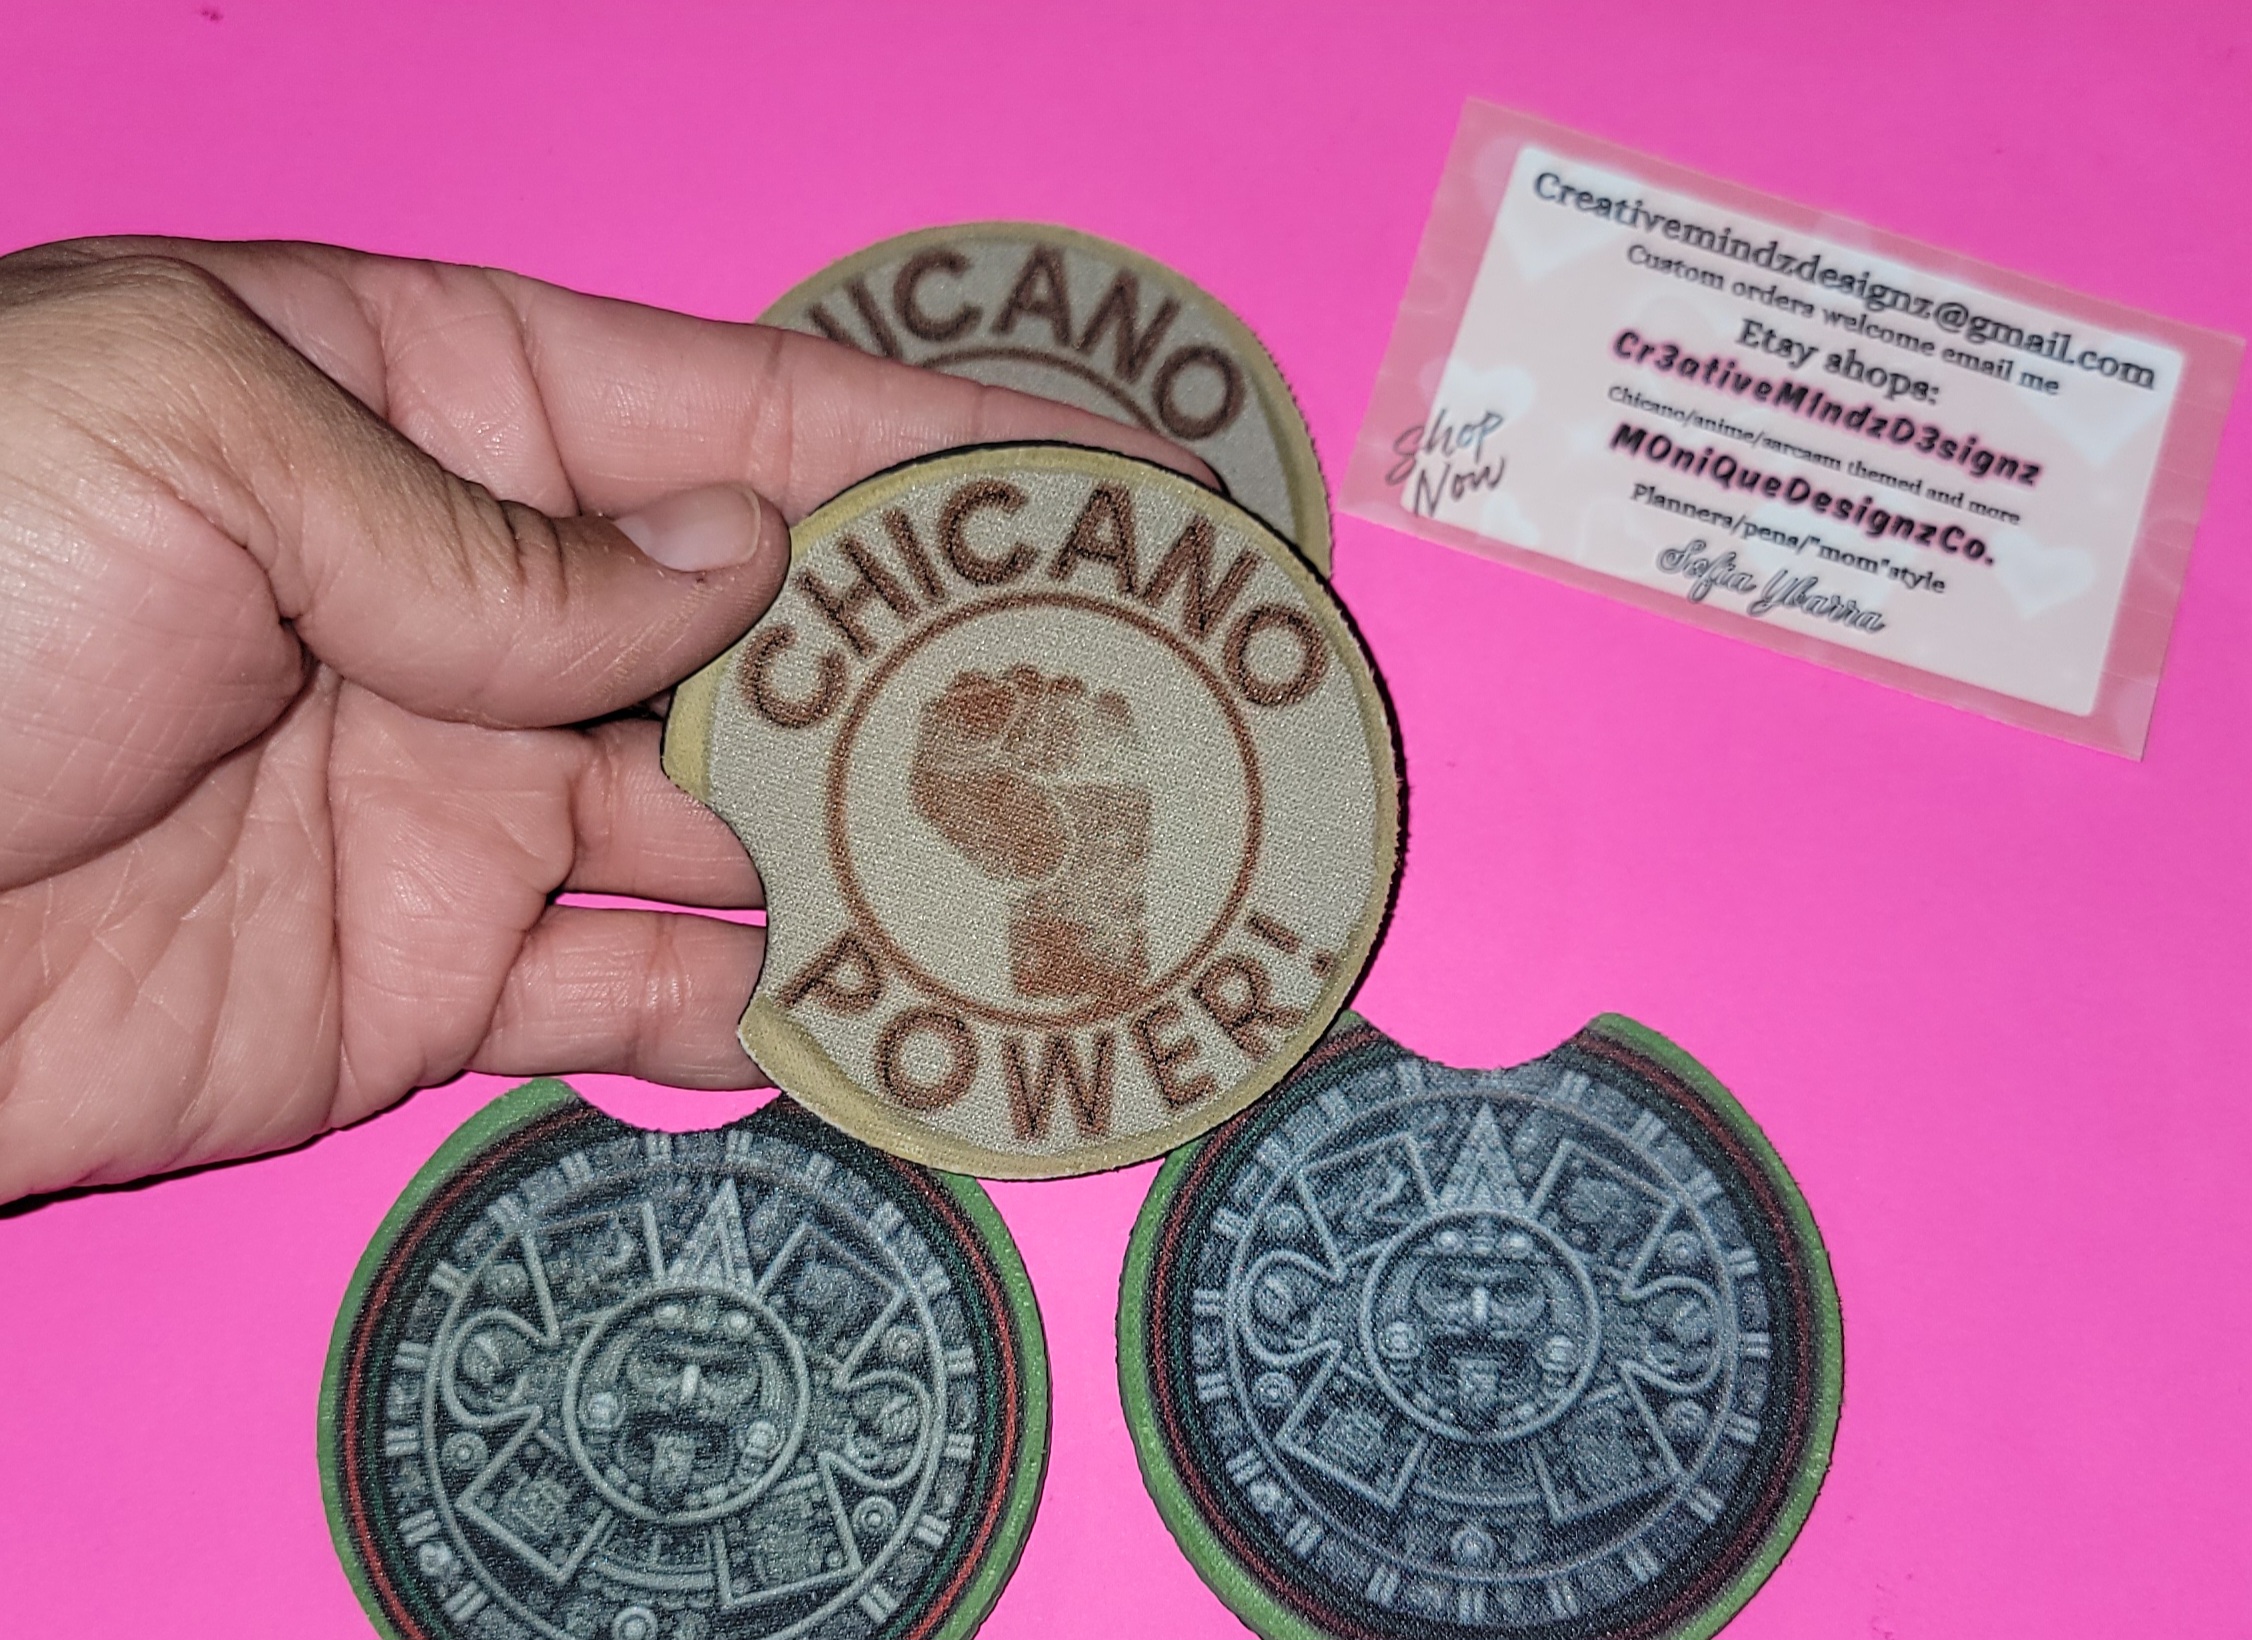 HICANO
CHICANO
POWER!
Creativemindzdesignz@gmail.com
Custom orders welcome email me
Etsy shops:
Cr3ativeMIndzD3signz
Chicano/anime/sarcasm themed and more
MOniQueDesignzCo.
Planners/pens/"mom"style
Sofia Ybarra
Shop
Now